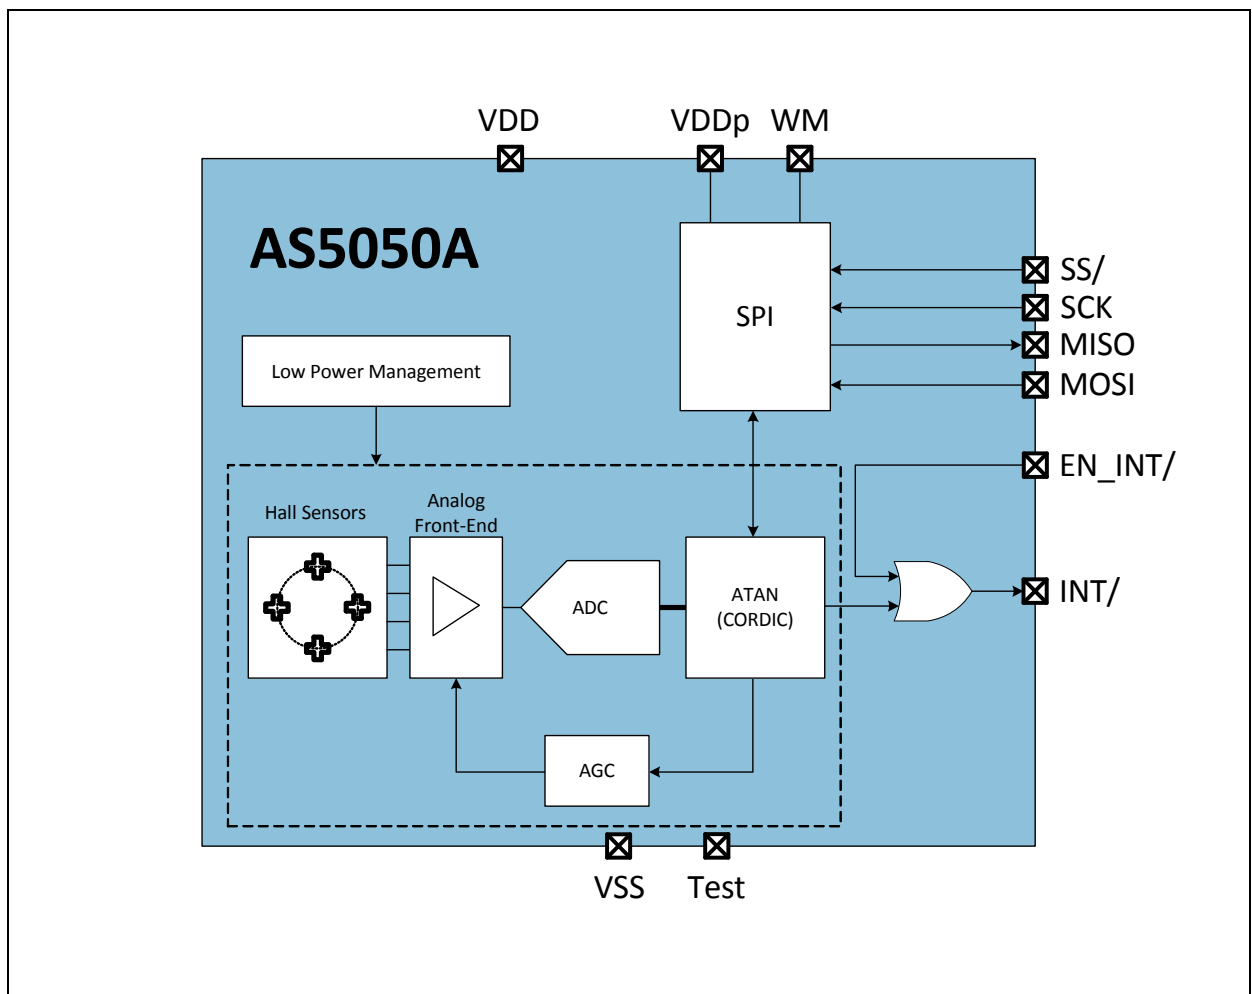 VDD
VDDp
WM
AS5050A
SPI
SS/
SCK
MISO
MOSI
Low Power Management
EN_INT/
Hall Sensors
Analog
Front-End
ADC
ATAN
(CORDIC)
INT/
AGC
VSS
Test